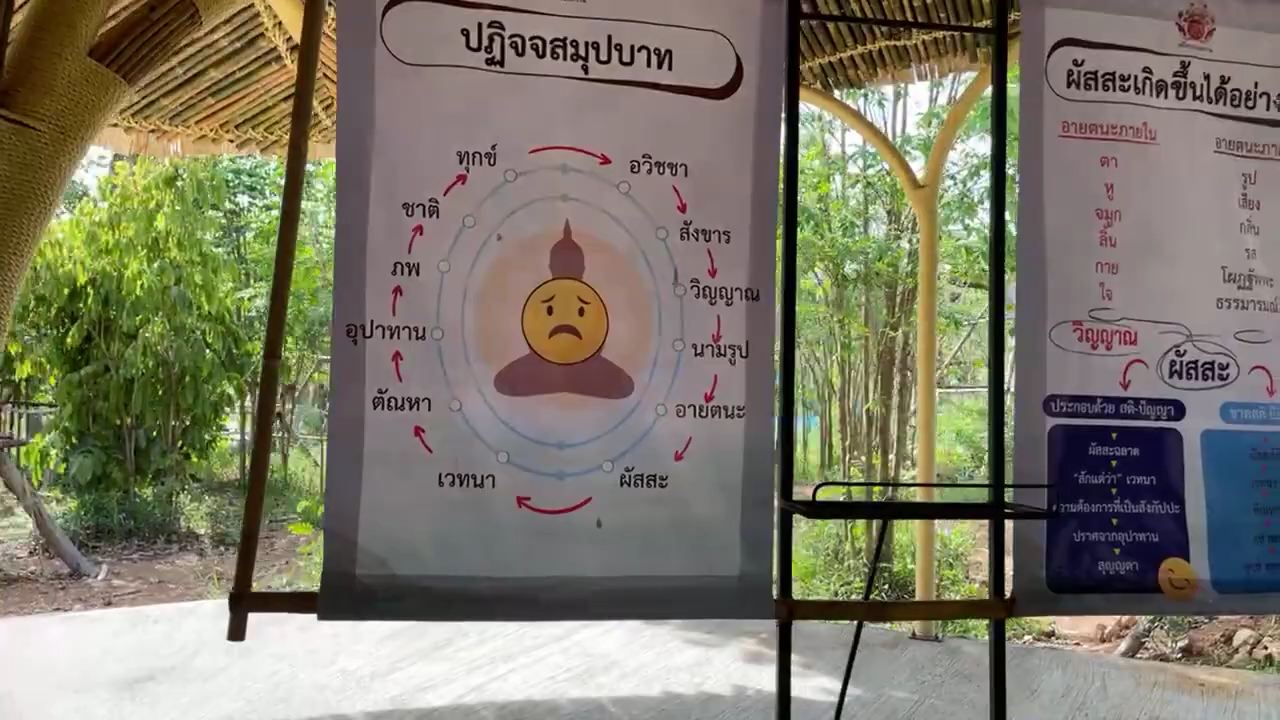 ปฏิจจสมุปบาท
ทุกข์
อวิชชา
สังขาร
วิญญาณ
นามรูป
อายตนะ
ผัสสะ
เวทนา
ตัณหา
อุปาทาน
ภพ
ชาติ
ผัสสะเกิดขึ้นได้อย่าง
อายตนะภายใน
ตา
หู
จมูก
ลิ้น
กาย
ใจ
อายตนะภา
รูป
เสียง
กลิ่น
รส
โผฏฐัพพะ
ธรรมารมณ์
วิญญาณ
ผัสสะ
ประกอบด้วย สติ-ปัญญา
ผัสสะฉลาด
"สักแต่ว่า" เวทนา
ความต้องการที่เป็นสังกัปปะ
ปราศจากอุปาทาน
สุญญตา
ขาดสติ